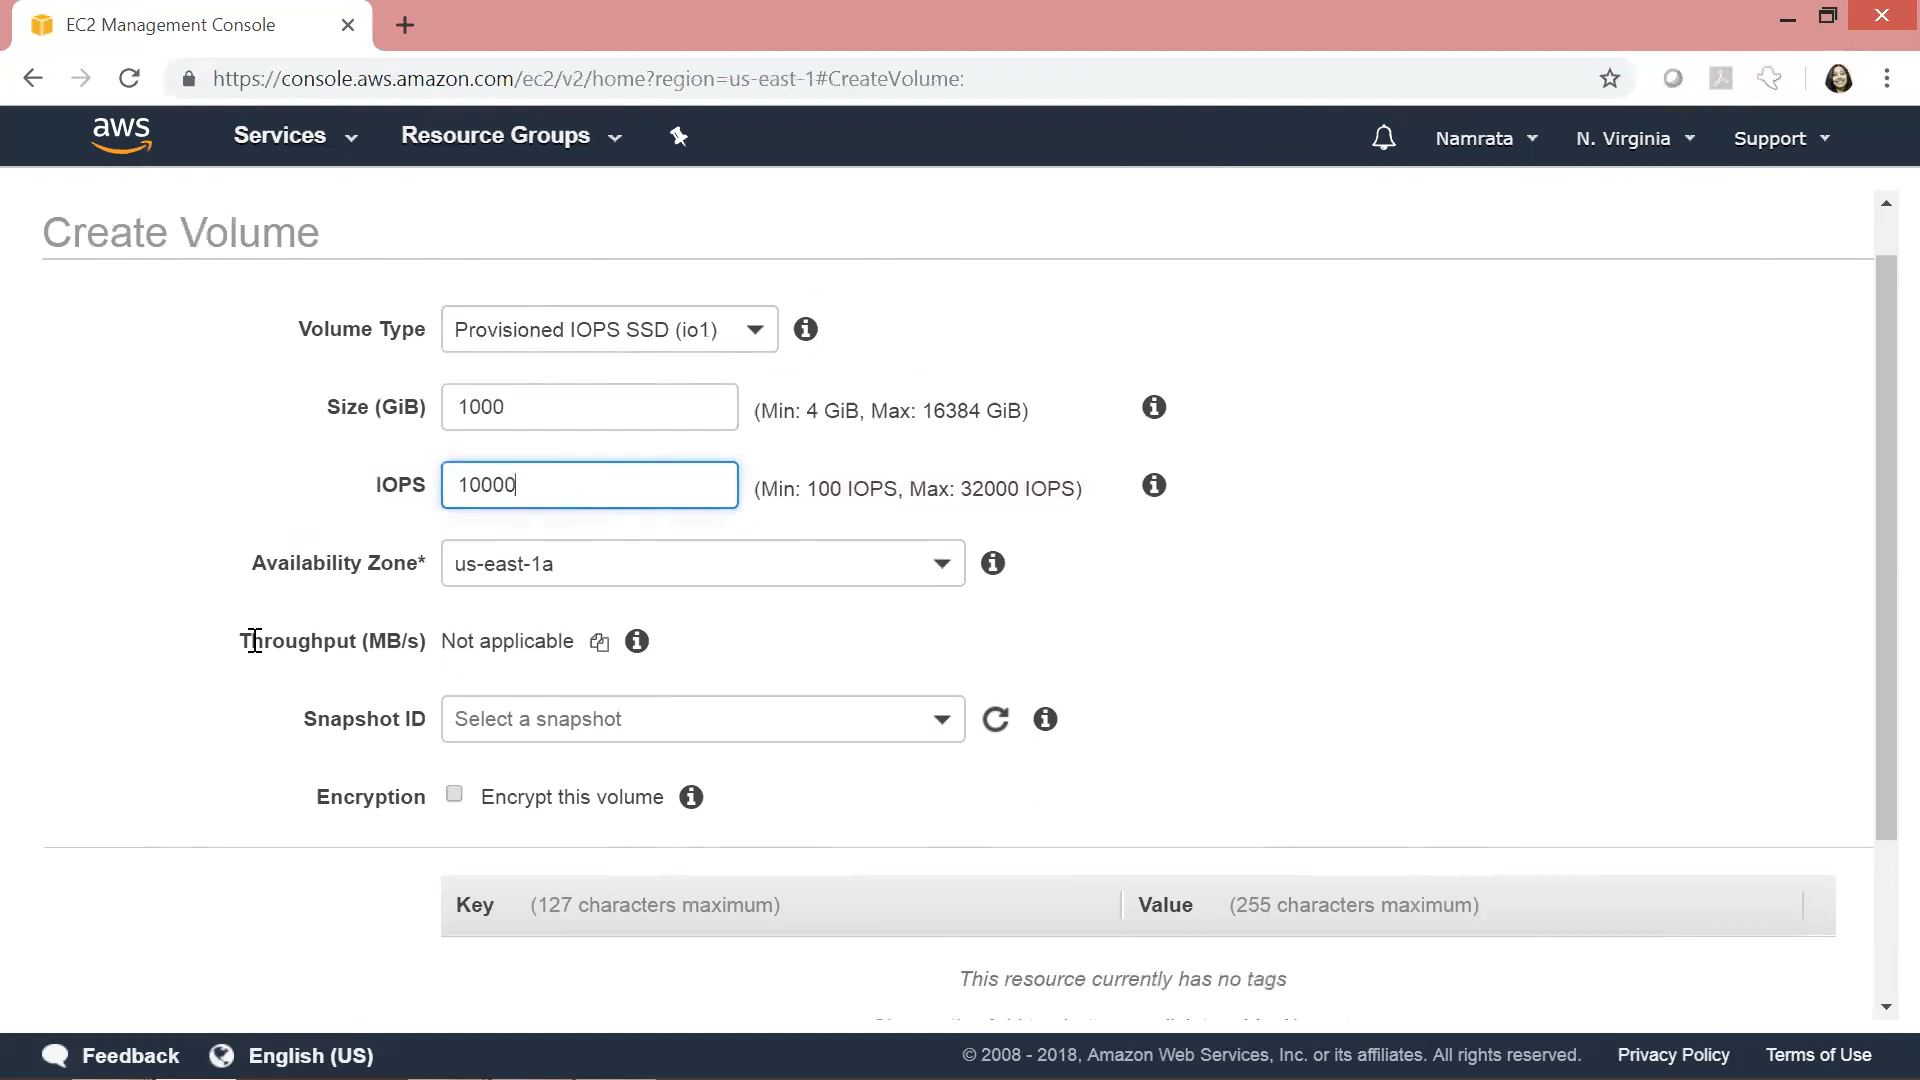 EC2 Management Console
https://console.aws.amazon.com/ec2/v2/home?region=us-east-1#CreateVolume:
aws Services Resource Groups Namrata N. Virginia Support
Create Volume
Volume Type Provisioned IOPS SSD (io1)
Size (GiB) 1000 (Min: 4 GiB, Max: 16384 GiB)
IOPS 10000 (Min: 100 IOPS, Max: 32000 IOPS)
Availability Zone* us-east-1a
Throughput (MB/s) Not applicable
Snapshot ID Select a snapshot
Encryption Encrypt this volume
Key (127 characters maximum) Value (255 characters maximum)
This resource currently has no tags
Feedback English (US) © 2008 - 2018, Amazon Web Services, Inc. or its affiliates. All rights reserved. Privacy Policy Terms of Use